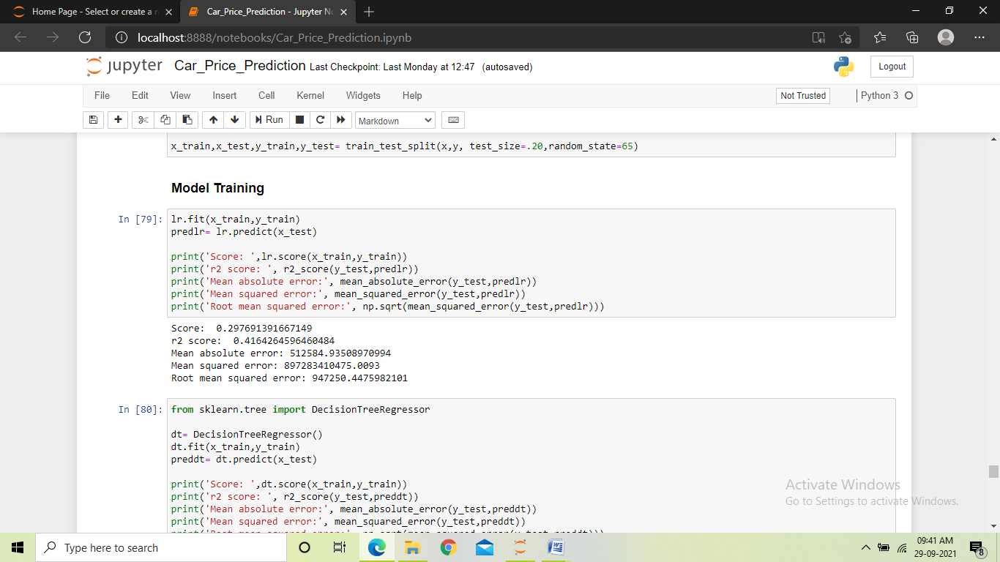 Home Page - Select or create a n
Car_Price_Prediction - Jupyter No
localhost:8888/notebooks/Car_Price_Prediction.ipynb
jupyter Car_Price_Prediction Last Checkpoint: Last Monday at 12:47 (autosaved)
Logout
File Edit View Insert Cell Kernel Widgets Help
Not Trusted
Python 3
Run
Markdown
x_train,x_test,y_train,y_test= train_test_split(x,y, test_size=.20,random_state=65)
Model Training
In [79]:
lr.fit(x_train,y_train)
predlr= lr.predict(x_test)
print('Score: ',lr.score(x_train,y_train))
print('r2 score: ', r2_score(y_test,predlr))
print('Mean absolute error:', mean_absolute_error(y_test,predlr))
print('Mean squared error:', mean_squared_error(y_test,predlr))
print('Root mean squared error:', np.sqrt(mean_squared_error(y_test,predlr)))
Score:  0.297691391667149
r2 score:  0.4164264596460484
Mean absolute error: 512584.93508970994
Mean squared error: 897283410475.0093
Root mean squared error: 947250.4475982101
In [80]:
from sklearn.tree import DecisionTreeRegressor
dt= DecisionTreeRegressor()
dt.fit(x_train,y_train)
preddt= dt.predict(x_test)
print('Score: ',dt.score(x_train,y_train))
print('r2 score: ', r2_score(y_test,preddt))
print('Mean absolute error:', mean_absolute_error(y_test,preddt))
print('Mean squared error:', mean_squared_error(y_test,preddt))
Activate Windows
Go to Settings to activate Windows.
Type here to search
09:41 AM
29-09-2021
8